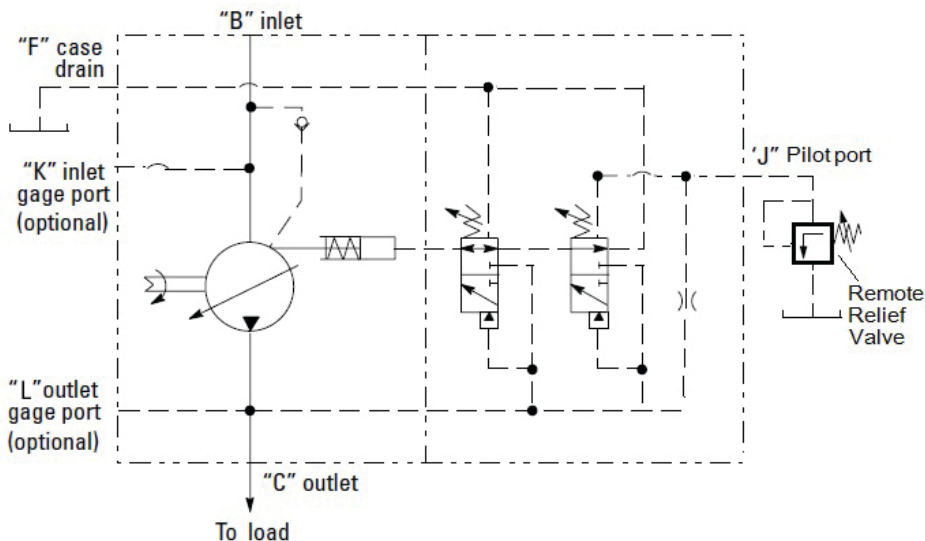 “B” inlet
“F” case
drain
“K” inlet
gage port
(optional)
'J” Pilot port
Remote
Relief
Valve
“L”outlet
gage port
(optional)
“C” outlet
To load